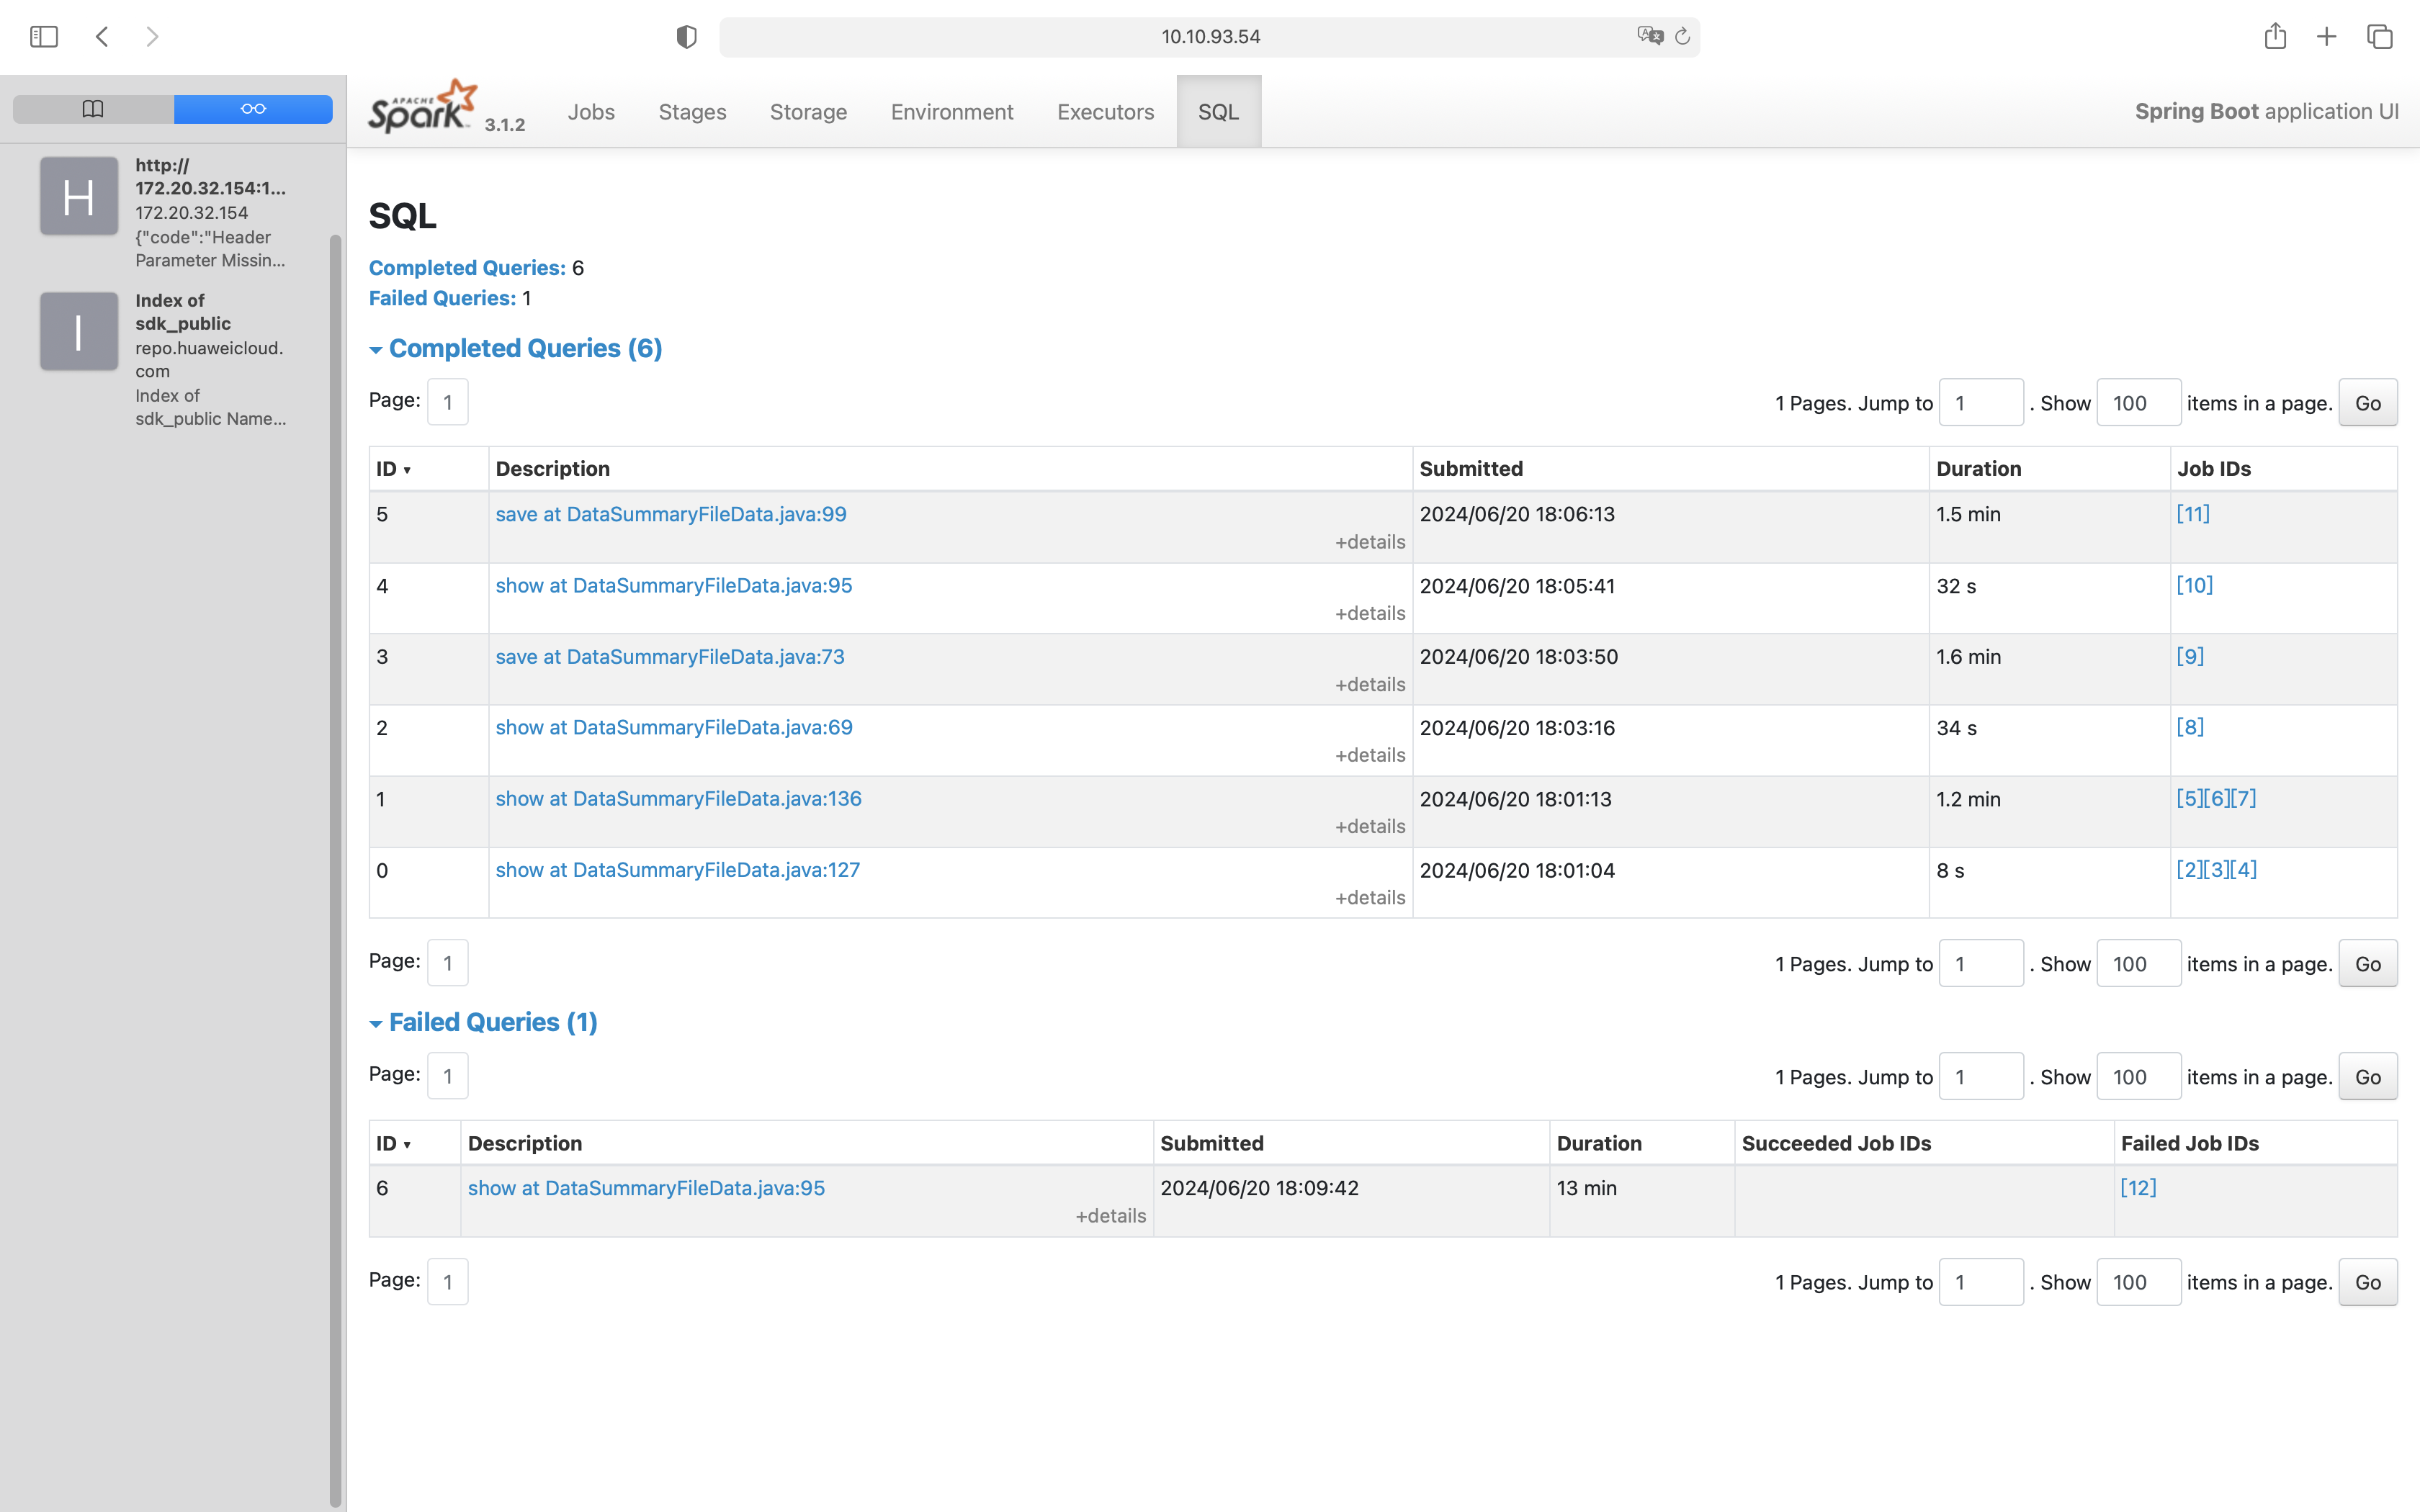 10.10.93.54
H
http://
172.20.32.154:1...
172.20.32.154
{"code":"Header
Parameter Missin...
I
Index of
sdk_public
repo.huaweicloud.
com
Index of
sdk_public Name...
APACHE Spark™ 3.1.2 Jobs Stages Storage Environment Executors SQL Spring Boot application UI
SQL
Completed Queries: 6
Failed Queries: 1
Completed Queries (6)
Page: 1 1 Pages. Jump to 1 . Show 100 items in a page. Go
ID ▾ Description Submitted Duration Job IDs
5 save at DataSummaryFileData.java:99 2024/06/20 18:06:13 1.5 min [11]
+details
4 show at DataSummaryFileData.java:95 2024/06/20 18:05:41 32 s [10]
+details
3 save at DataSummaryFileData.java:73 2024/06/20 18:03:50 1.6 min [9]
+details
2 show at DataSummaryFileData.java:69 2024/06/20 18:03:16 34 s [8]
+details
1 show at DataSummaryFileData.java:136 2024/06/20 18:01:13 1.2 min [5][6][7]
+details
0 show at DataSummaryFileData.java:127 2024/06/20 18:01:04 8 s [2][3][4]
+details
Page: 1 1 Pages. Jump to 1 . Show 100 items in a page. Go
Failed Queries (1)
Page: 1 1 Pages. Jump to 1 . Show 100 items in a page. Go
ID ▾ Description Submitted Duration Succeeded Job IDs Failed Job IDs
6 show at DataSummaryFileData.java:95 2024/06/20 18:09:42 13 min [12]
+details
Page: 1 1 Pages. Jump to 1 . Show 100 items in a page. Go